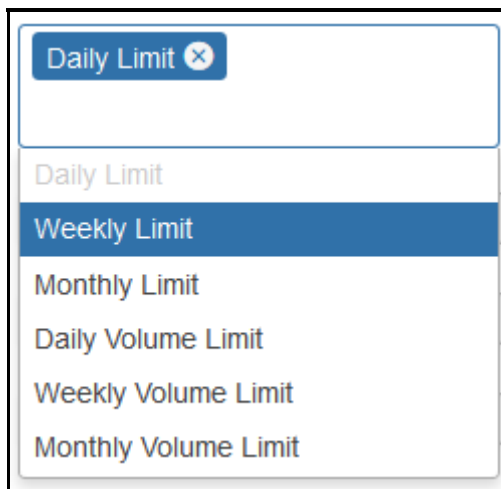 Daily Limit
Daily Limit
Weekly Limit
Monthly Limit
Daily Volume Limit
Weekly Volume Limit
Monthly Volume Limit